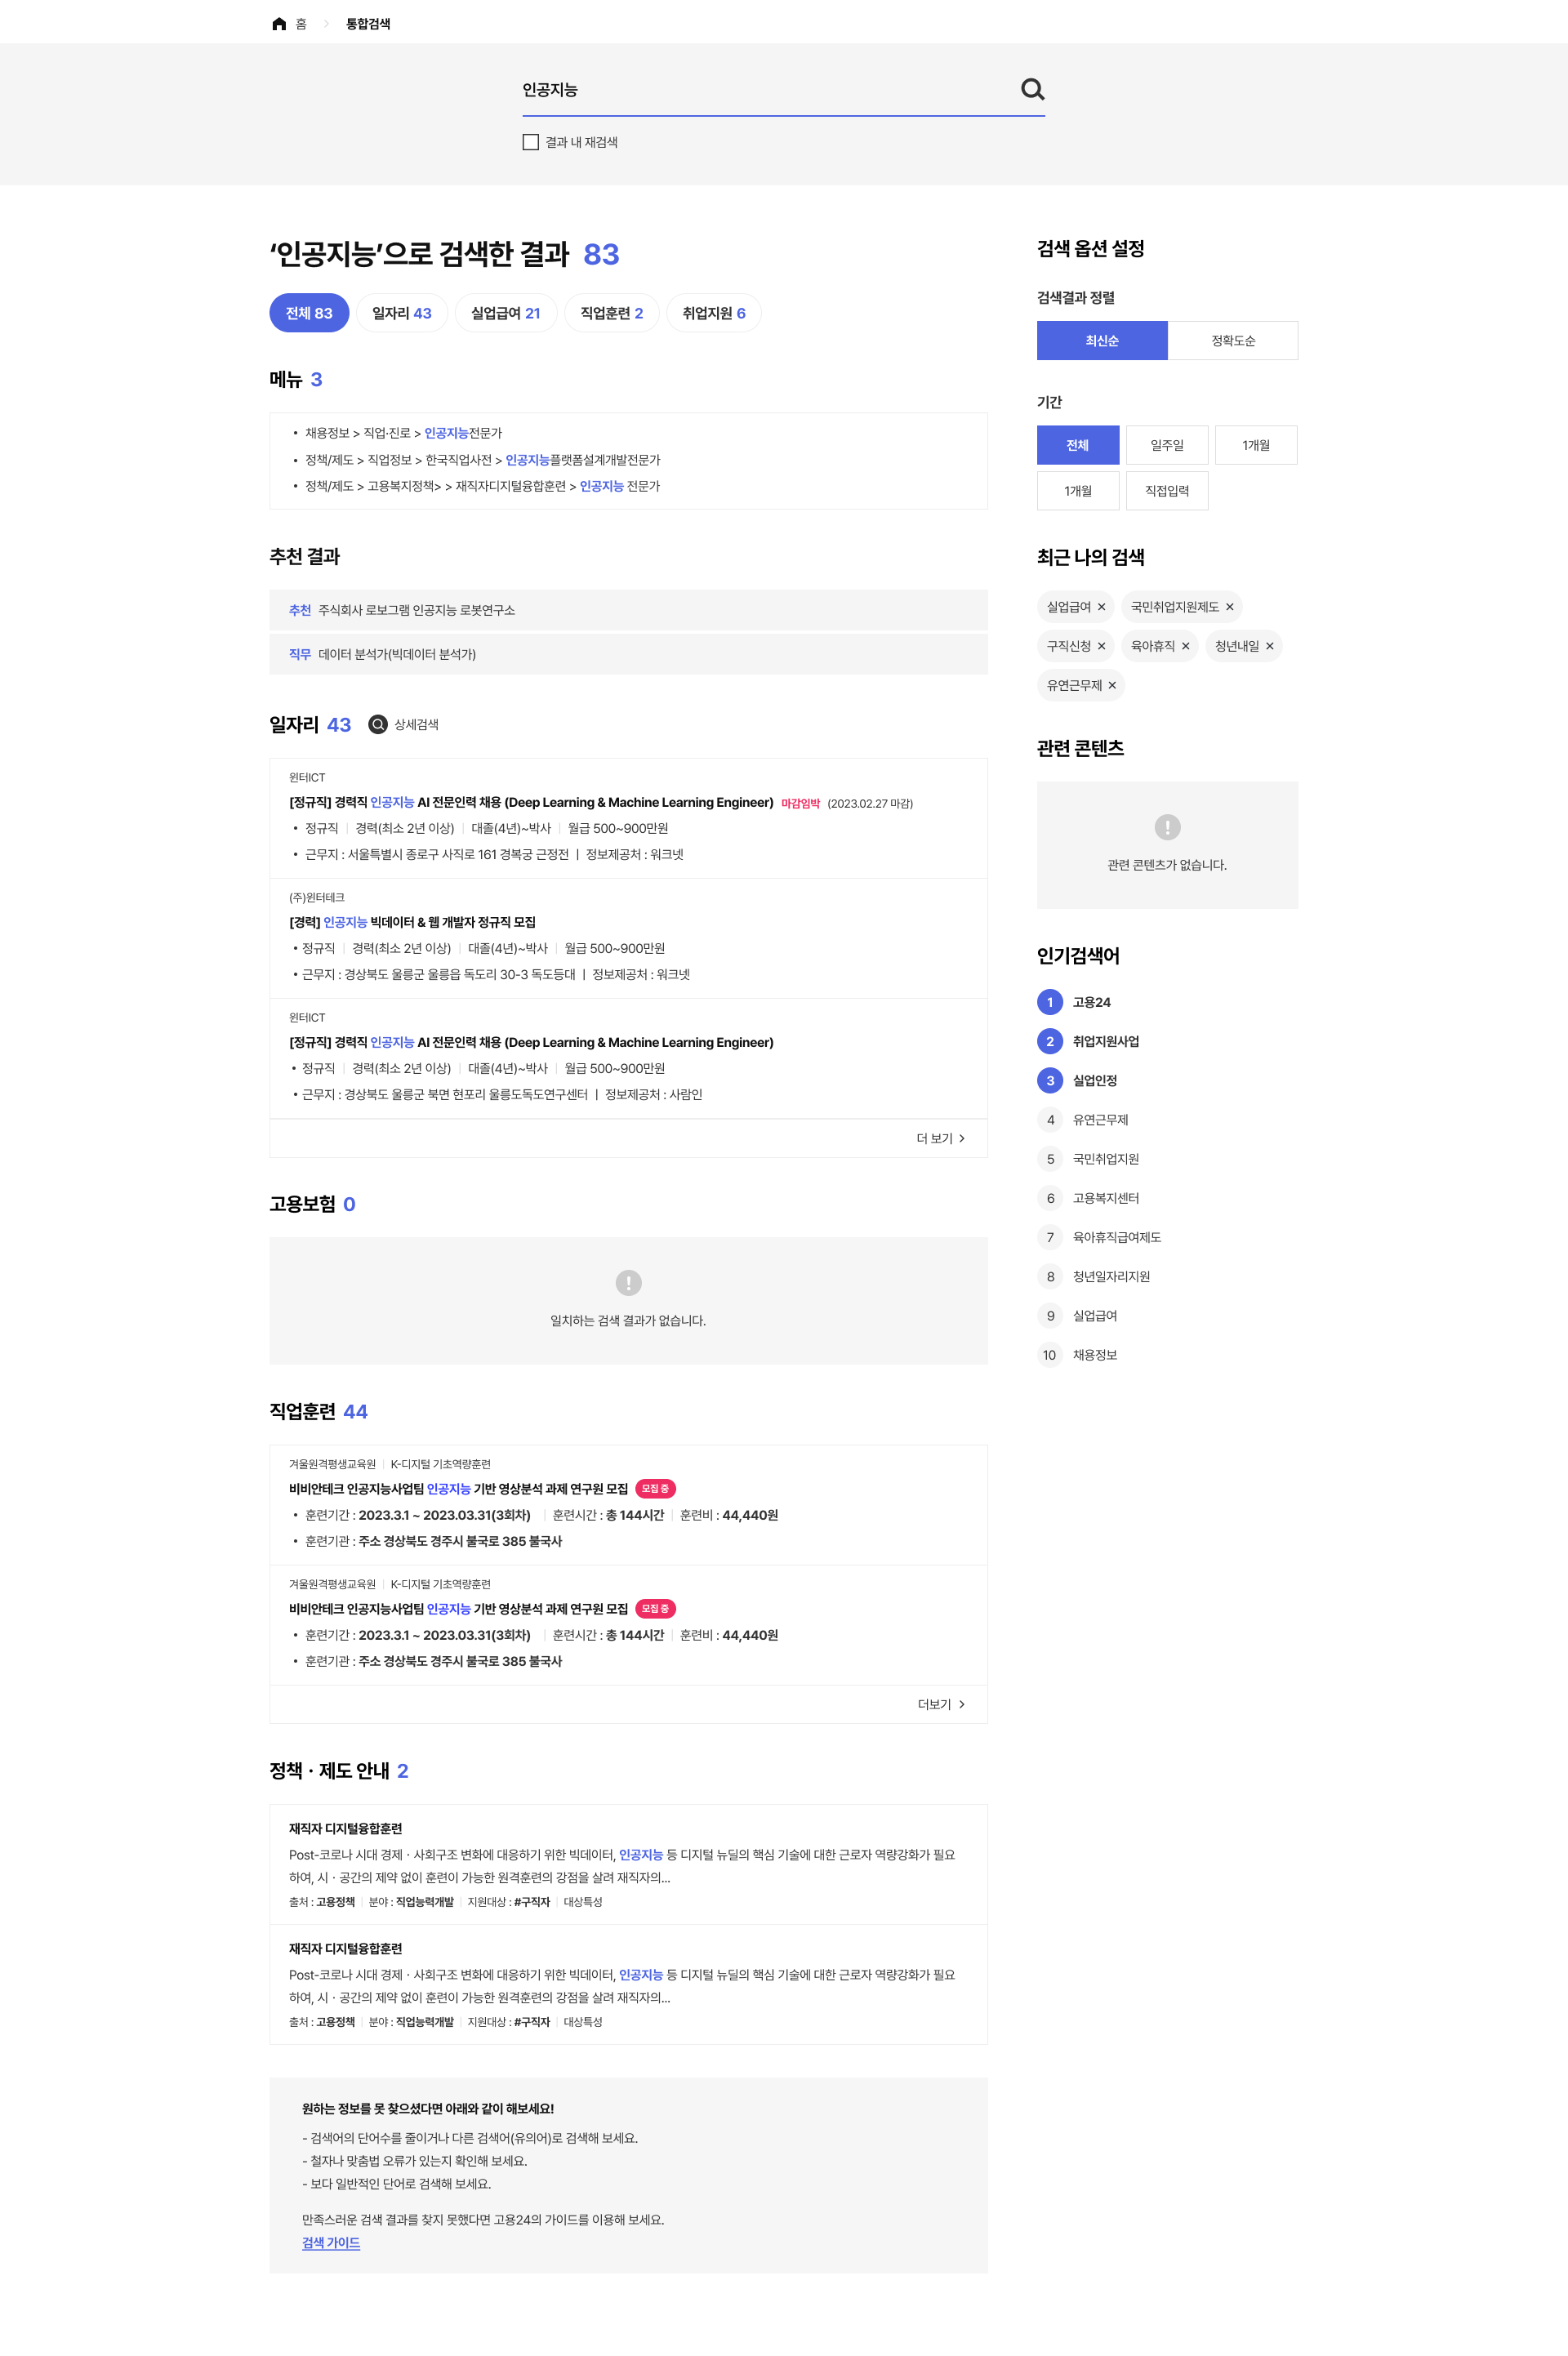 홈 > 통합검색
인공지능
결과 내 재검색
‘인공지능’으로 검색한 결과 83
전체 83 일자리 43 실업급여 21 직업훈련 2 취업지원 6
메뉴 3
• 채용정보 > 직업·진로 > 인공지능전문가
• 정책/제도 > 직업정보 > 한국직업사전 > 인공지능플랫폼설계개발전문가
• 정책/제도 > 고용복지정책> > 재직자디지털융합훈련 > 인공지능 전문가
추천 결과
추천 주식회사 로보그램 인공지능 로봇연구소
직무 데이터 분석가(빅데이터 분석가)
일자리 43 상세검색
윈터ICT
[정규직] 경력직 인공지능 AI 전문인력 채용 (Deep Learning & Machine Learning Engineer) 마감임박 (2023.02.27 마감)
• 정규직 | 경력(최소 2년 이상) | 대졸(4년)~박사 | 월급 500~900만원
• 근무지 : 서울특별시 종로구 사직로 161 경복궁 근정전 | 정보제공처 : 워크넷
(주)윈터테크
[경력] 인공지능 빅데이터 & 웹 개발자 정규직 모집
• 정규직 | 경력(최소 2년 이상) | 대졸(4년)~박사 | 월급 500~900만원
• 근무지 : 경상북도 울릉군 울릉읍 독도리 30-3 독도등대 | 정보제공처 : 워크넷
윈터ICT
[정규직] 경력직 인공지능 AI 전문인력 채용 (Deep Learning & Machine Learning Engineer)
• 정규직 | 경력(최소 2년 이상) | 대졸(4년)~박사 | 월급 500~900만원
• 근무지 : 경상북도 울릉군 북면 현포리 울릉도독도연구센터 | 정보제공처 : 사람인
더 보기 >
고용보험 0
일치하는 검색 결과가 없습니다.
직업훈련 44
겨울원격평생교육원 | K-디지털 기초역량훈련
비비안테크 인공지능사업팀 인공지능 기반 영상분석 과제 연구원 모집 모집 중
• 훈련기간 : 2023.3.1 ~ 2023.03.31(3회차) | 훈련시간 : 총 144시간 | 훈련비 : 44,440원
• 훈련기관 : 주소 경상북도 경주시 불국로 385 불국사
겨울원격평생교육원 | K-디지털 기초역량훈련
비비안테크 인공지능사업팀 인공지능 기반 영상분석 과제 연구원 모집 모집 중
• 훈련기간 : 2023.3.1 ~ 2023.03.31(3회차) | 훈련시간 : 총 144시간 | 훈련비 : 44,440원
• 훈련기관 : 주소 경상북도 경주시 불국로 385 불국사
더보기 >
정책 · 제도 안내 2
재직자 디지털융합훈련
Post-코로나 시대 경제 · 사회구조 변화에 대응하기 위한 빅데이터, 인공지능 등 디지털 뉴딜의 핵심 기술에 대한 근로자 역량강화가 필요
하여, 시 · 공간의 제약 없이 훈련이 가능한 원격훈련의 강점을 살려 재직자의...
출처 : 고용정책 | 분야 : 직업능력개발 | 지원대상 : #구직자 | 대상특성
재직자 디지털융합훈련
Post-코로나 시대 경제 · 사회구조 변화에 대응하기 위한 빅데이터, 인공지능 등 디지털 뉴딜의 핵심 기술에 대한 근로자 역량강화가 필요
하여, 시 · 공간의 제약 없이 훈련이 가능한 원격훈련의 강점을 살려 재직자의...
출처 : 고용정책 | 분야 : 직업능력개발 | 지원대상 : #구직자 | 대상특성
원하는 정보를 못 찾으셨다면 아래와 같이 해보세요!
- 검색어의 단어수를 줄이거나 다른 검색어(유의어)로 검색해 보세요.
- 철자나 맞춤법 오류가 있는지 확인해 보세요.
- 보다 일반적인 단어로 검색해 보세요.
만족스러운 검색 결과를 찾지 못했다면 고용24의 가이드를 이용해 보세요.
검색 가이드
검색 옵션 설정
검색결과 정렬
최신순 정확도순
기간
전체 일주일 1개월
1개월 직접입력
최근 나의 검색
실업급여 × 국민취업지원제도 ×
구직신청 × 육아휴직 × 청년내일 ×
유연근무제 ×
관련 콘텐츠
관련 콘텐츠가 없습니다.
인기검색어
1 고용24
2 취업지원사업
3 실업인정
4 유연근무제
5 국민취업지원
6 고용복지센터
7 육아휴직급여제도
8 청년일자리지원
9 실업급여
10 채용정보